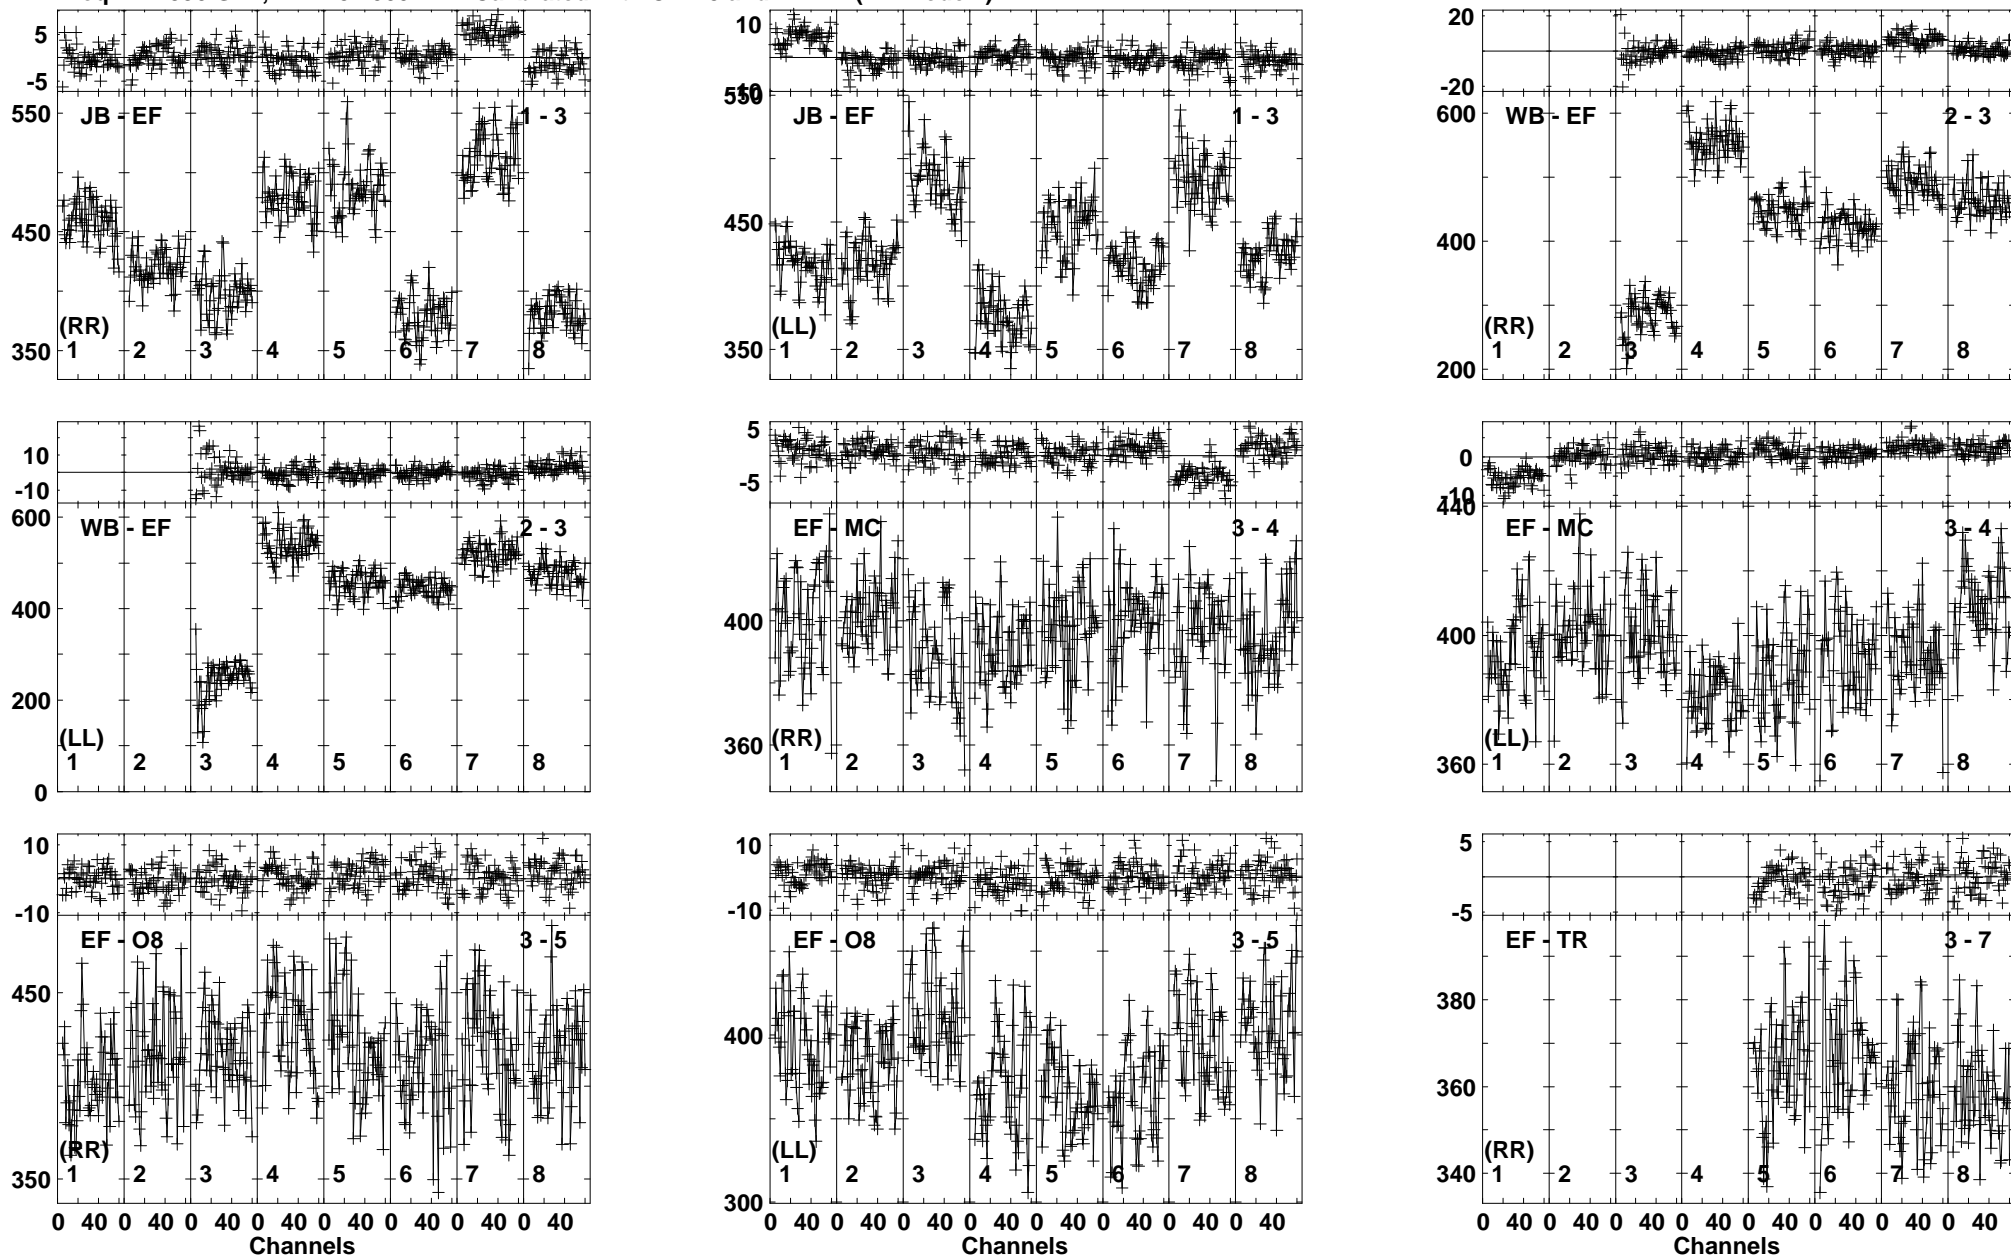 5 10 20
-5 10 -20
550 JB - EF 1 - 3 550 JB - EF 1 - 3 600 WB - EF 2 - 3
450 450 400
(RR) (LL) (RR)
350 1 2 3 4 5 6 7 8 350 1 2 3 4 5 6 7 8 200 1 2 3 4 5 6 7 8
10 5 0
-10 -5 -10
600 WB - EF 2 - 3 EF - MC 3 - 4 440 EF - MC 3 - 4
400 400 400
200
(LL) (RR) (LL)
0 1 2 3 4 5 6 7 8 360 1 2 3 4 5 6 7 8 360 1 2 3 4 5 6 7 8
10 10 5
-10 -10 -5
EF - O8 3 - 5 EF - O8 3 - 5 EF - TR 3 - 7
450 400 380
360
(RR) (LL) (RR)
350 1 2 3 4 5 6 7 8 300 1 2 3 4 5 6 7 8 340 1 2 3 4 5 6 7 8
0 40 0 40 0 40 0 40 0 40 0 40 0 40 0 40 0 40 0 40 0 40 0 40 0 40 0 40 0 40 0 40 0 40 0 40 0 40 0 40 0 40 0 40 0 40 0 40
Channels Channels